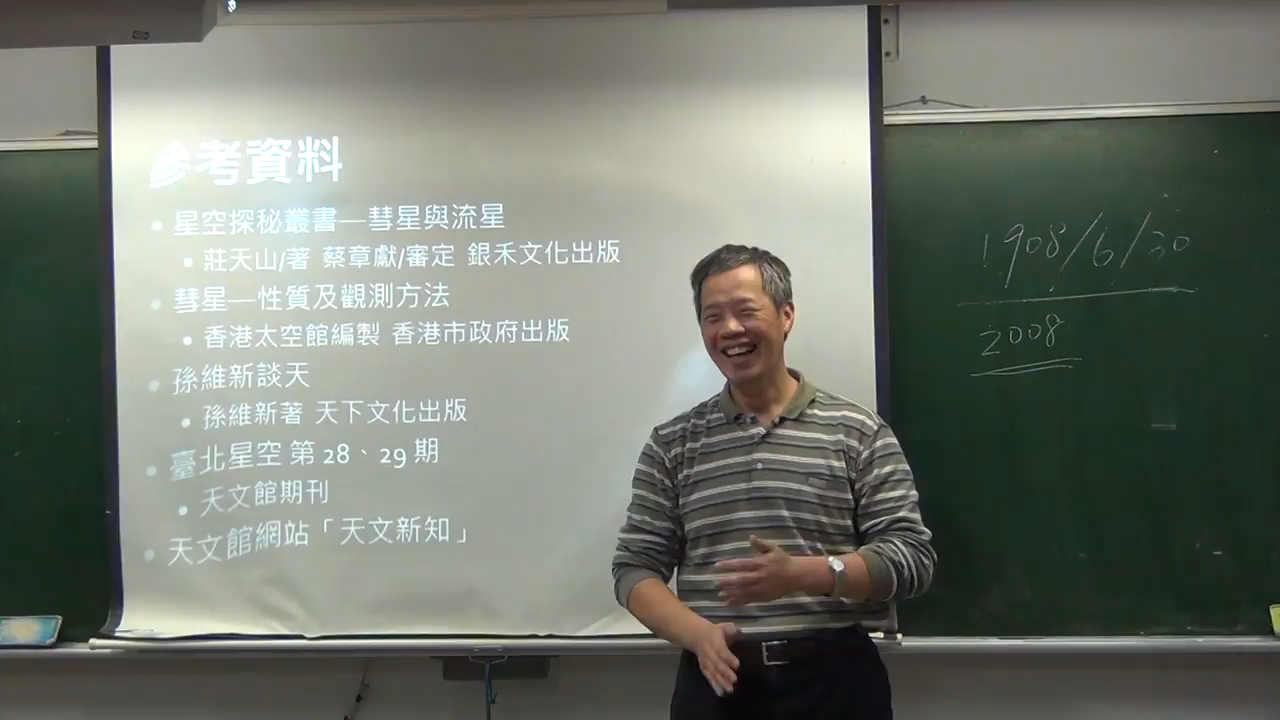 參考資料
星空探秘叢書—彗星與流星
莊天山/著 蔡章獻/審定 銀禾文化出版
彗星—性質及觀測方法
香港太空館編製 香港市政府出版
孫維新談天
孫維新著 天下文化出版
臺北星空 第 28、29 期
天文館期刊
天文館網站「天文新知」
1908/6/30
2008